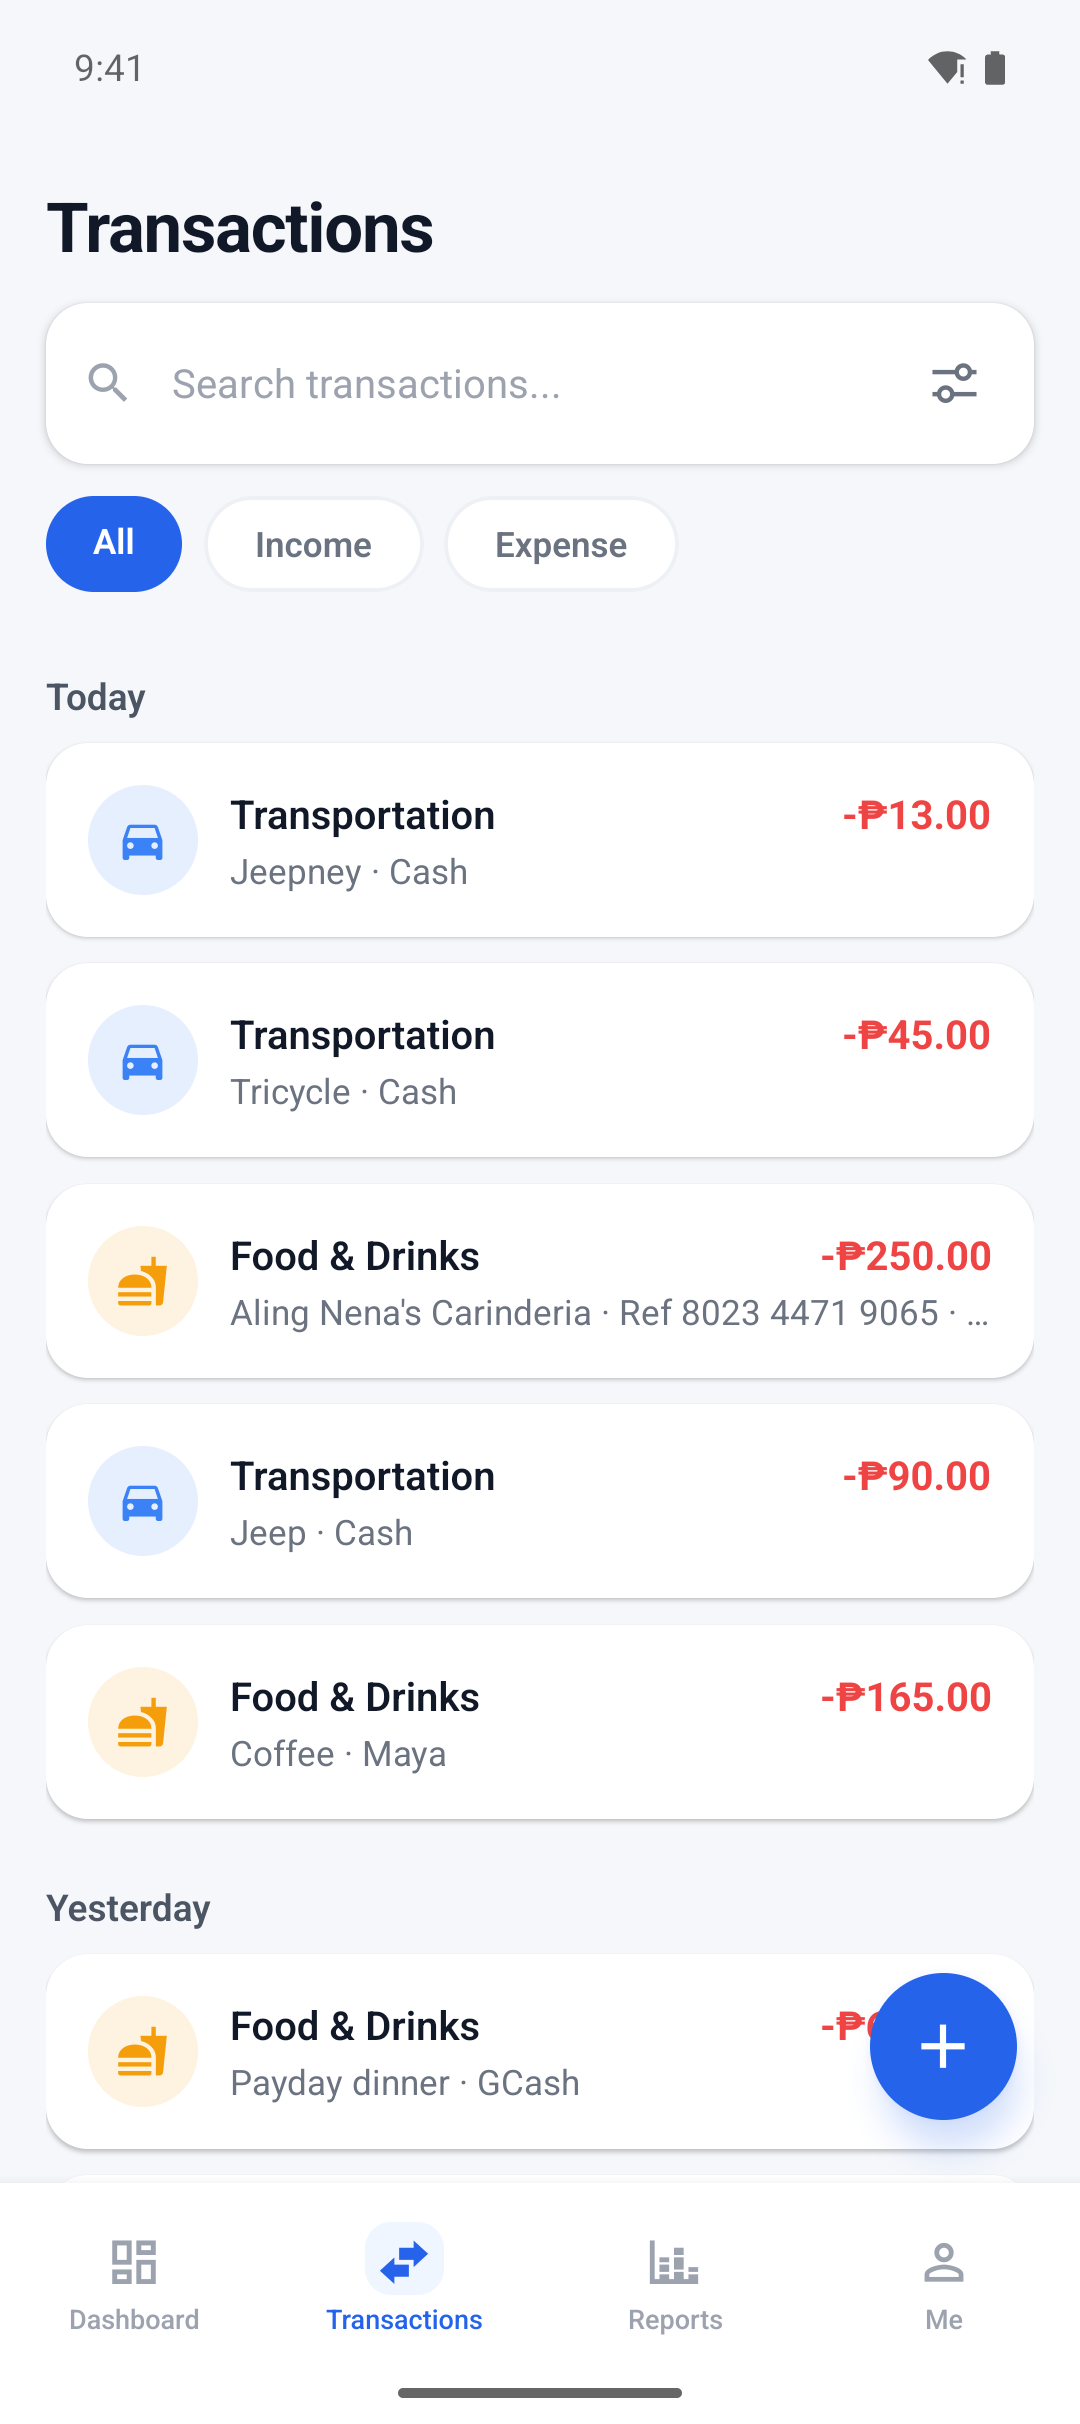 9:41
Transactions
Search transactions...
All
Income
Expense
Today
Transportation
-₱13.00
Jeepney · Cash
Transportation
-₱45.00
Tricycle · Cash
Food & Drinks
-₱250.00
Aling Nena's Carinderia · Ref 8023 4471 9065 · ...
Transportation
-₱90.00
Jeep · Cash
Food & Drinks
-₱165.00
Coffee · Maya
Yesterday
Food & Drinks
Payday dinner · GCash
Dashboard
Transactions
Reports
Me